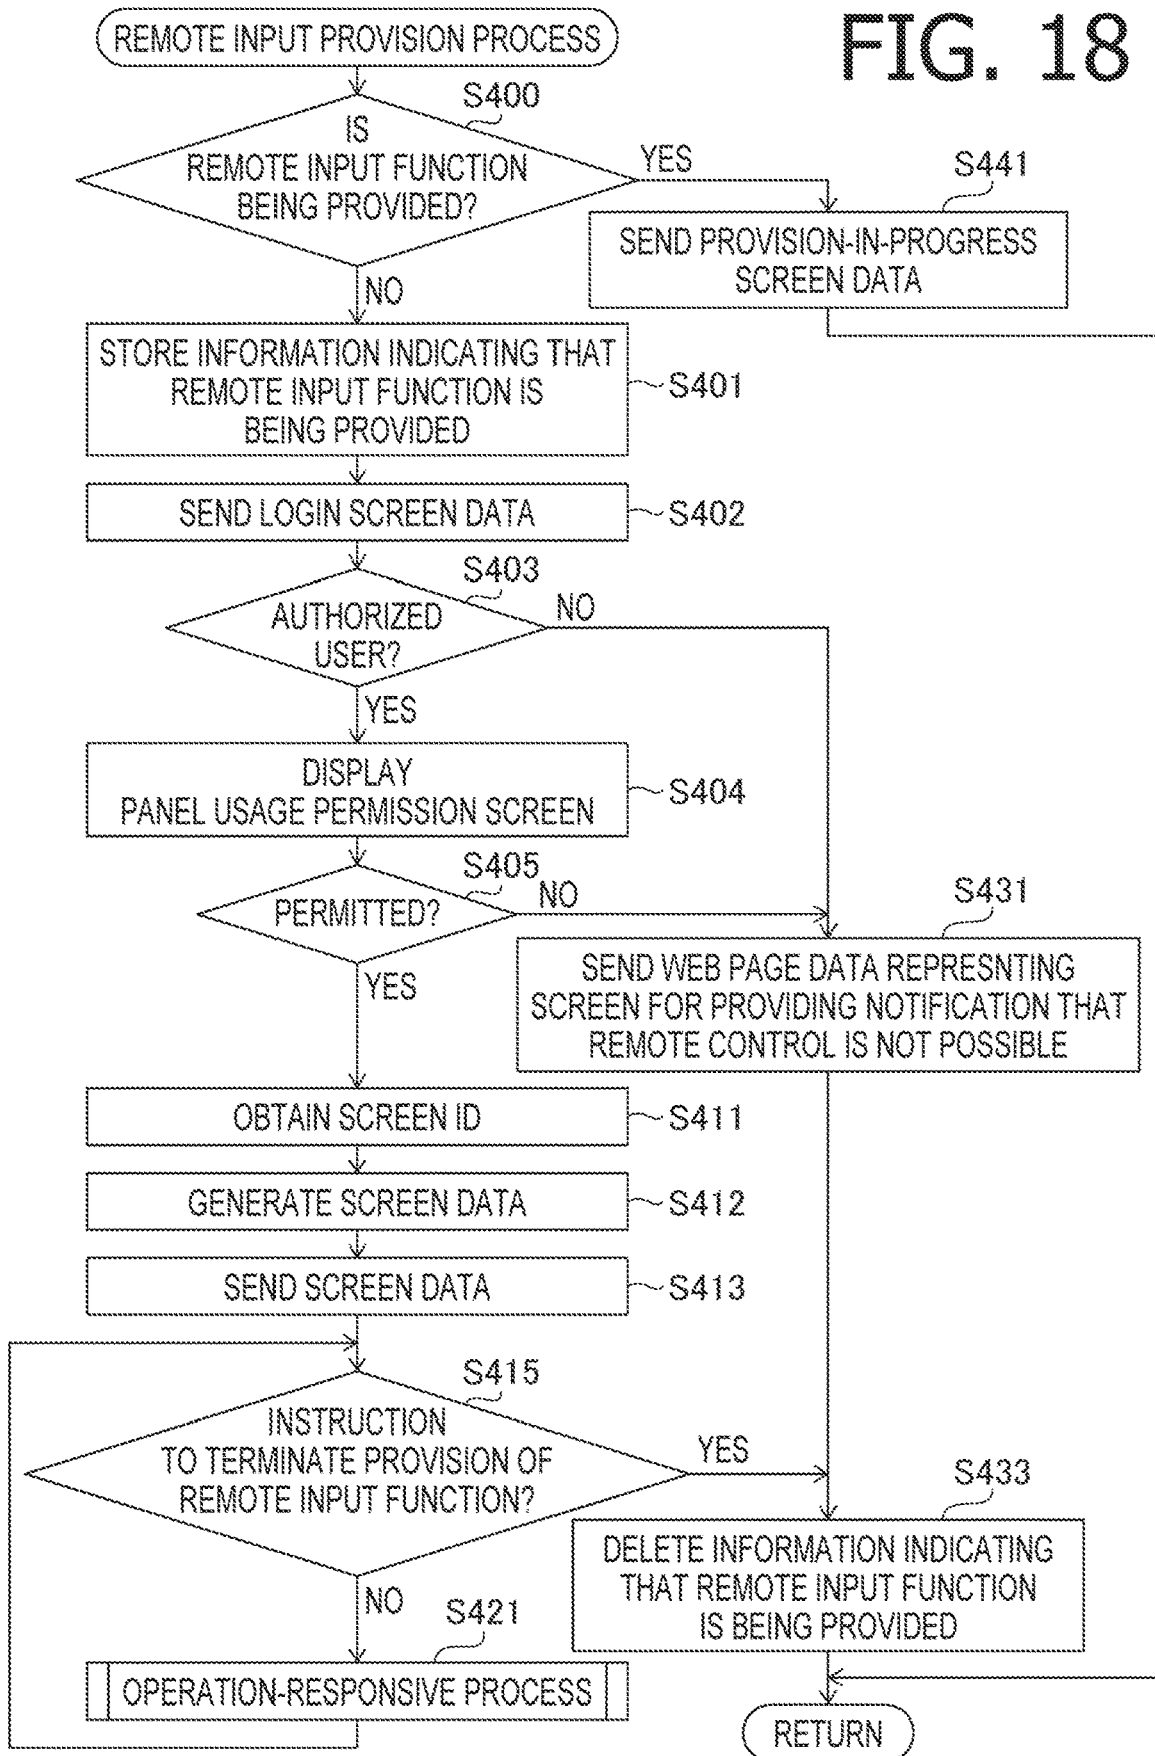 FIG. 18
REMOTE INPUT PROVISION PROCESS
S400
IS
REMOTE INPUT FUNCTION
BEING PROVIDED?
YES
S441
SEND PROVISION-IN-PROGRESS
SCREEN DATA
NO
STORE INFORMATION INDICATING THAT
REMOTE INPUT FUNCTION IS
BEING PROVIDED
S401
SEND LOGIN SCREEN DATA
S402
S403
AUTHORIZED
USER?
NO
YES
DISPLAY
PANEL USAGE PERMISSION SCREEN
S404
S405
PERMITTED?
NO
YES
S431
SEND WEB PAGE DATA REPRESNTING
SCREEN FOR PROVIDING NOTIFICATION THAT
REMOTE CONTROL IS NOT POSSIBLE
OBTAIN SCREEN ID
S411
GENERATE SCREEN DATA
S412
SEND SCREEN DATA
S413
S415
INSTRUCTION
TO TERMINATE PROVISION OF
REMOTE INPUT FUNCTION?
YES
NO
S433
DELETE INFORMATION INDICATING
THAT REMOTE INPUT FUNCTION
IS BEING PROVIDED
S421
OPERATION-RESPONSIVE PROCESS
RETURN